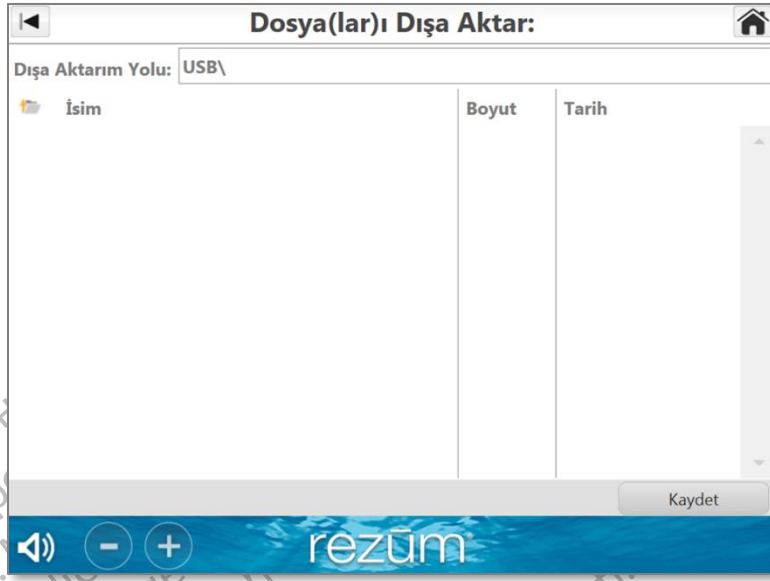 Dosya(lar)ı Dışa Aktar:
Dışa Aktarım Yolu: USB\
İsim Boyut Tarih
Kaydet
rezūm